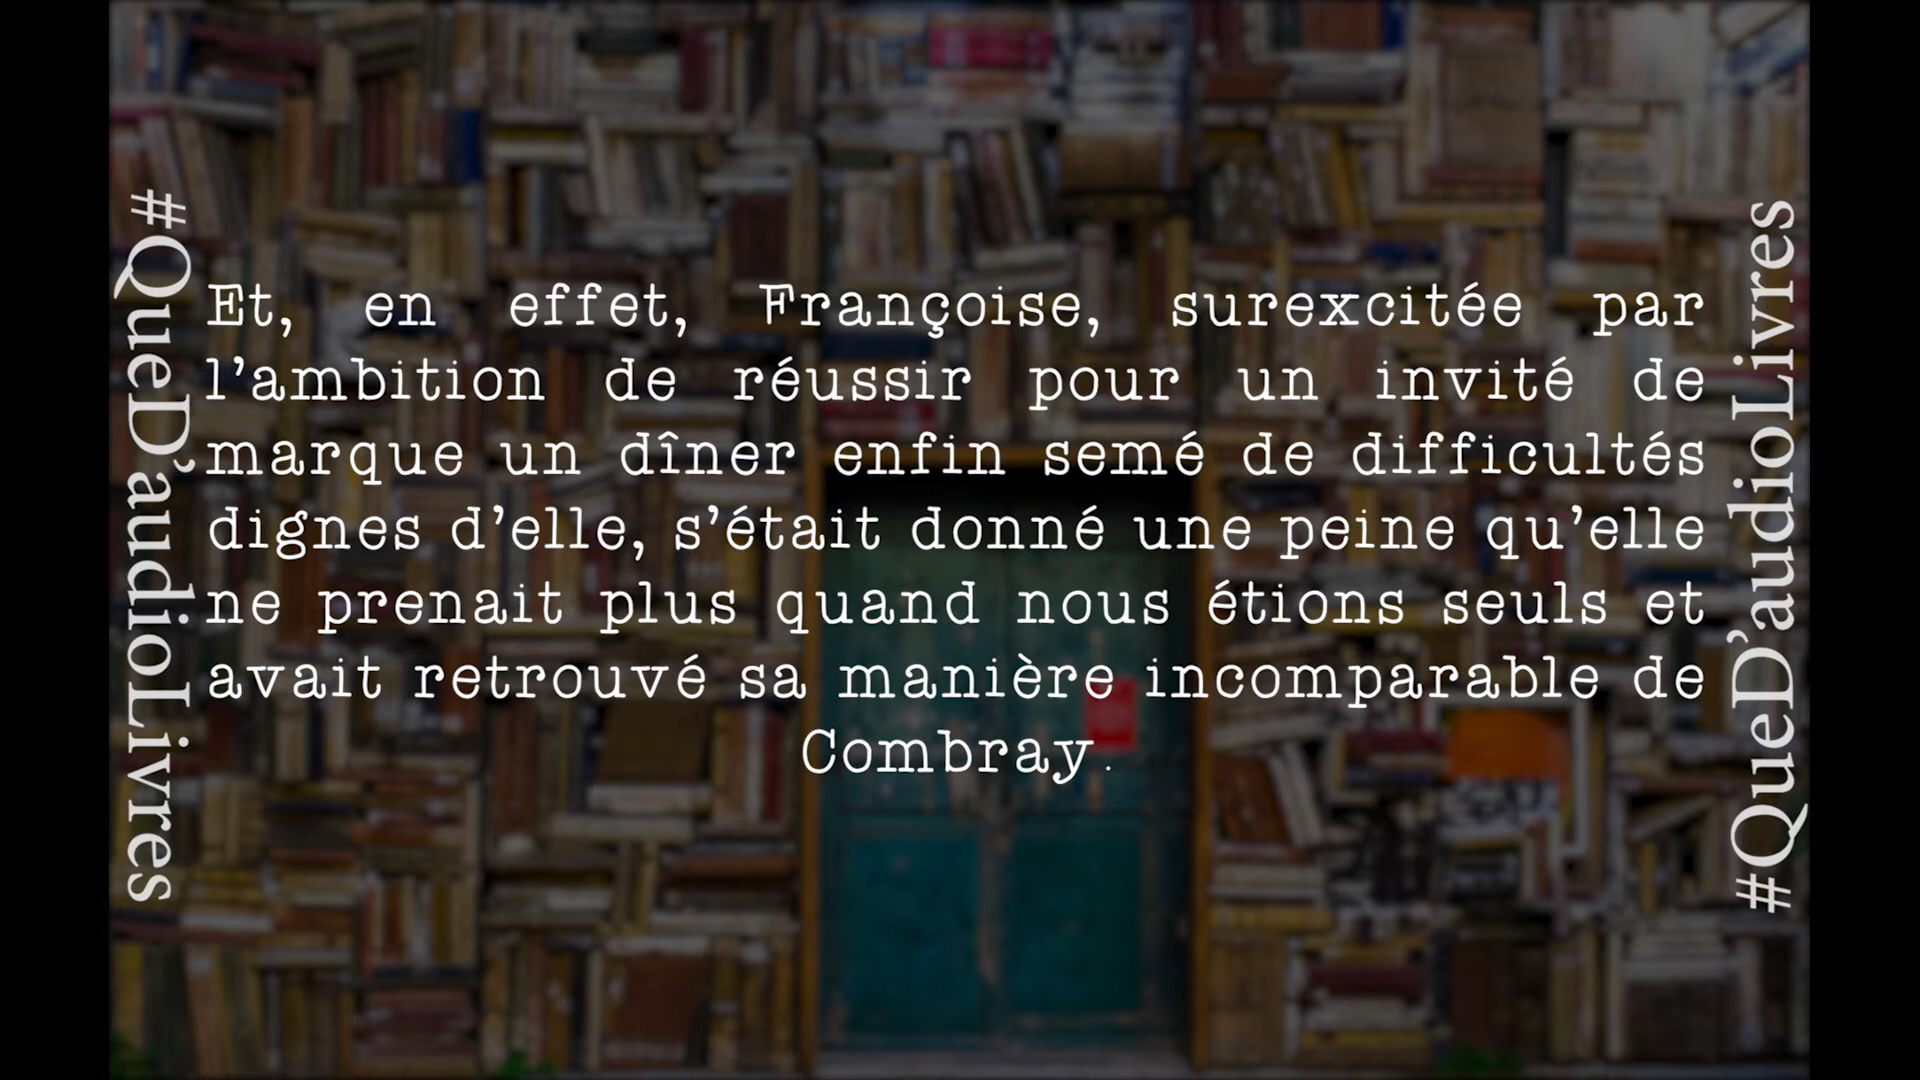 #QueD'audioLivres
Et, en effet, Françoise, surexcitée par
l’ambition de réussir pour un invité de
marque un dîner enfin semé de difficultés
dignes d’elle, s’était donné une peine qu’elle
ne prenait plus quand nous étions seuls et
avait retrouvé sa manière incomparable de
Combray.
#QueD'audioLivres